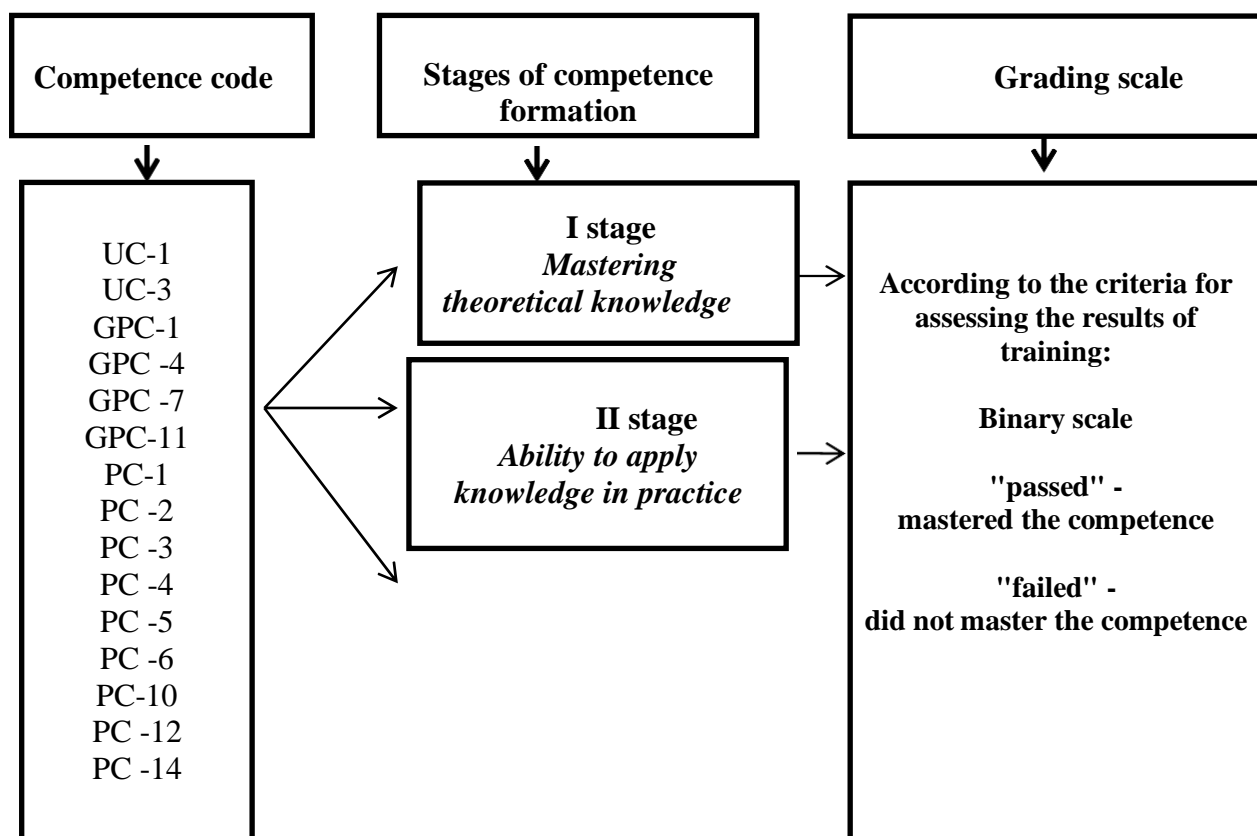 Competence code
Stages of competence
formation
Grading scale
UC-1
UC-3
GPC-1
GPC -4
GPC -7
GPC-11
PC-1
PC -2
PC -3
PC -4
PC -5
PC -6
PC-10
PC -12
PC -14
I stage
Mastering
theoretical knowledge
II stage
Ability to apply
knowledge in practice
According to the criteria for
assessing the results of
training:
Binary scale
"passed" -
mastered the competence
"failed" -
did not master the competence